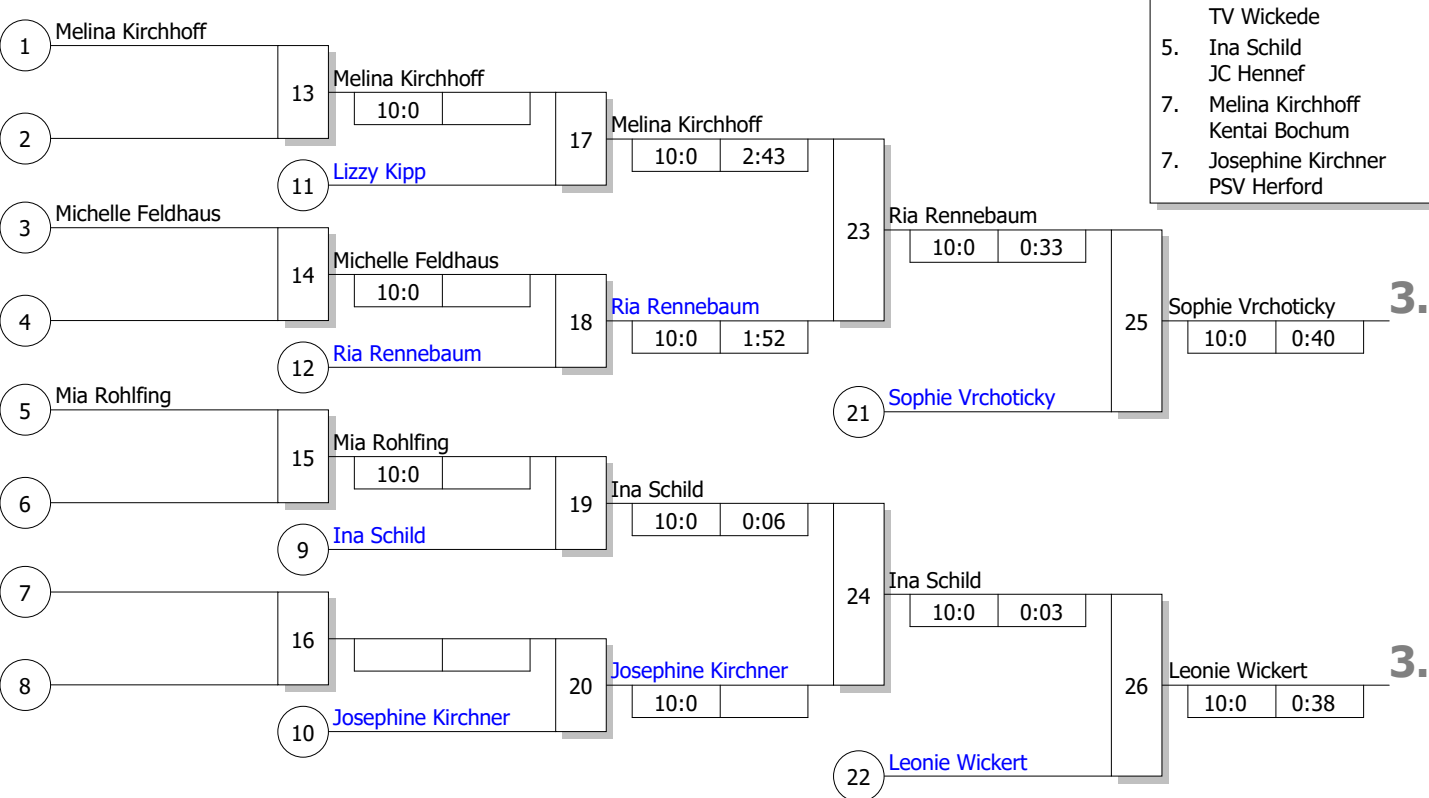 TV Wickede
5. Ina Schild
JC Hennef
7. Melina Kirchhoff
Kentai Bochum
7. Josephine Kirchner
PSV Herford
1 Melina Kirchhoff
13 Melina Kirchhoff
10:0
2
17 Melina Kirchhoff
10:0 2:43
11 Lizzy Kipp
3 Michelle Feldhaus
23 Ria Rennebaum
10:0 0:33
14 Michelle Feldhaus
10:0
4
18 Ria Rennebaum
10:0 1:52
25 Sophie Vrchoticky 3.
10:0 0:40
12 Ria Rennebaum
5 Mia Rohlfing
21 Sophie Vrchoticky
15 Mia Rohlfing
10:0
6
19 Ina Schild
10:0 0:06
9 Ina Schild
7
24 Ina Schild
10:0 0:03
16
8
20 Josephine Kirchner
10:0
26 Leonie Wickert 3.
10:0 0:38
10 Josephine Kirchner
22 Leonie Wickert